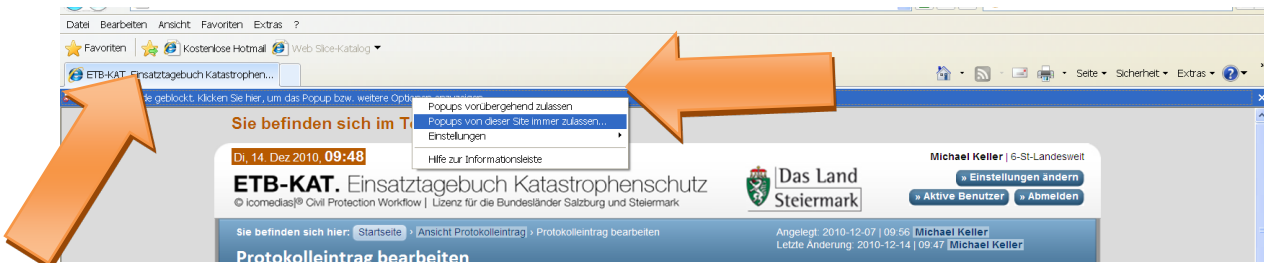 Datei Bearbeiten Ansicht Favoriten Extras ?
Favoriten Kostenlose Hotmail Web Slice-Katalog
ETB-KAT. Einsatztagebuch Katastrophen...
Seite Sicherheit Extras
geblockt. Klicken Sie hier, um das Popup bzw. weitere
Popups vorübergehend zulassen
Popups von dieser Site immer zulassen...
Einstellungen
Hilfe zur Informationsleiste
Sie befinden sich im
Di, 14. Dez 2010, 09:48
Michael Keller | 6-St-Landesweit
ETB-KAT. Einsatztagebuch Katastrophenschutz
© icomedias|® Civil Protection Workflow | Lizenz für die Bundesländer Salzburg und Steiermark
Das Land
Steiermark
» Einstellungen ändern
» Aktive Benutzer » Abmelden
Sie befinden sich hier: Startseite › Ansicht Protokolleintrag › Protokolleintrag bearbeiten
Angelegt: 2010-12-07 | 09:56 Michael Keller
Letzte Änderung: 2010-12-14 | 09:47 Michael Keller
Protokolleintrag bearbeiten